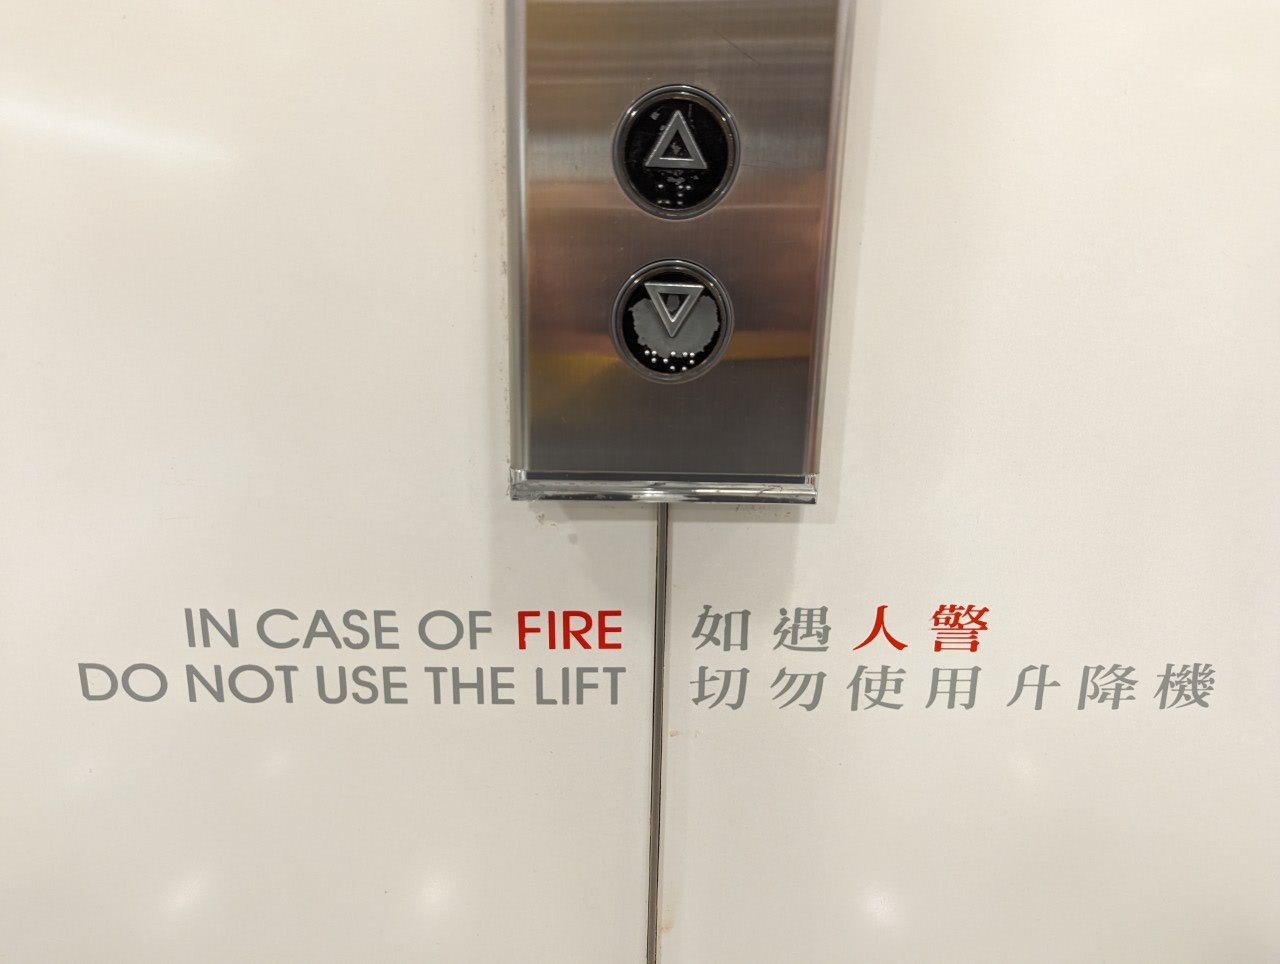 IN CASE OF FIRE
DO NOT USE THE LIFT
如遇人警
切勿使用升降機